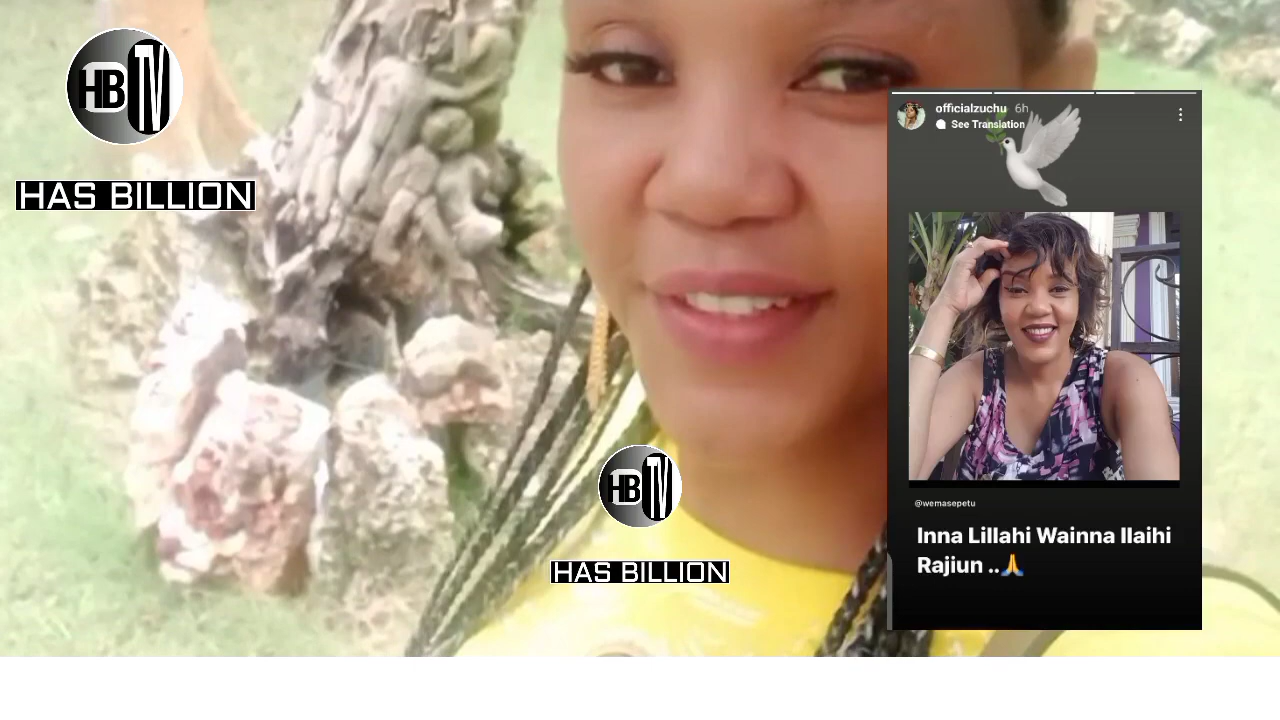 HB TV
HAS BILLION
officialzuchu 6h
See Translation
@wemasepetu
Inna Lillahi Wainna Ilaihi
Rajiun ..🙏
HB TV
HAS BILLION